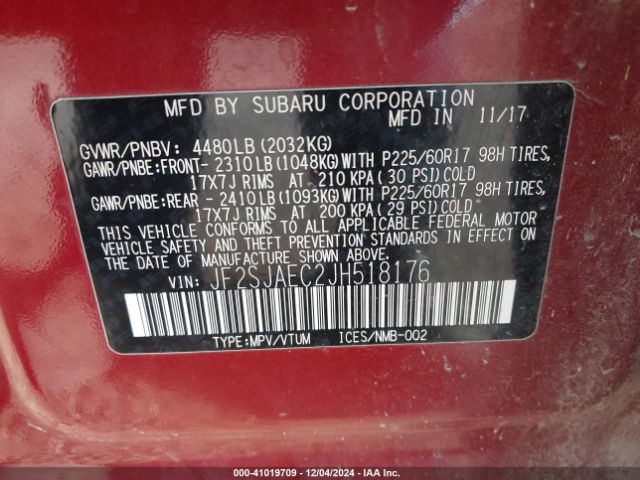 MFD BY SUBARU CORPORATION
MFD IN 11/17
GVWR/PNBV: 4480LB(2032KG)
GAWR/PNBE:FRONT- 2310LB(1048KG)WITH P225/60R17 98H TIRES,
17X7J RIMS AT 210 KPA(30 PSI)COLD
GAWR/PNBE:REAR - 2410LB(1093KG)WITH P225/60R17 98H TIRES,
17X7J RIMS AT 200 KPA(29 PSI)COLD
THIS VEHICLE CONFORMS TO ALL APPLICABLE FEDERAL MOTOR
VEHICLE SAFETY AND THEFT PREVENTION STANDARDS IN EFFECT ON
THE DATE OF MANUFACTURE SHOWN ABOVE.
VIN: JF2SJAEC2JH518176
TYPE:MPV/VTUM ICES/NMB-002
000-41019709 - 12/04/2024 - IAA Inc.